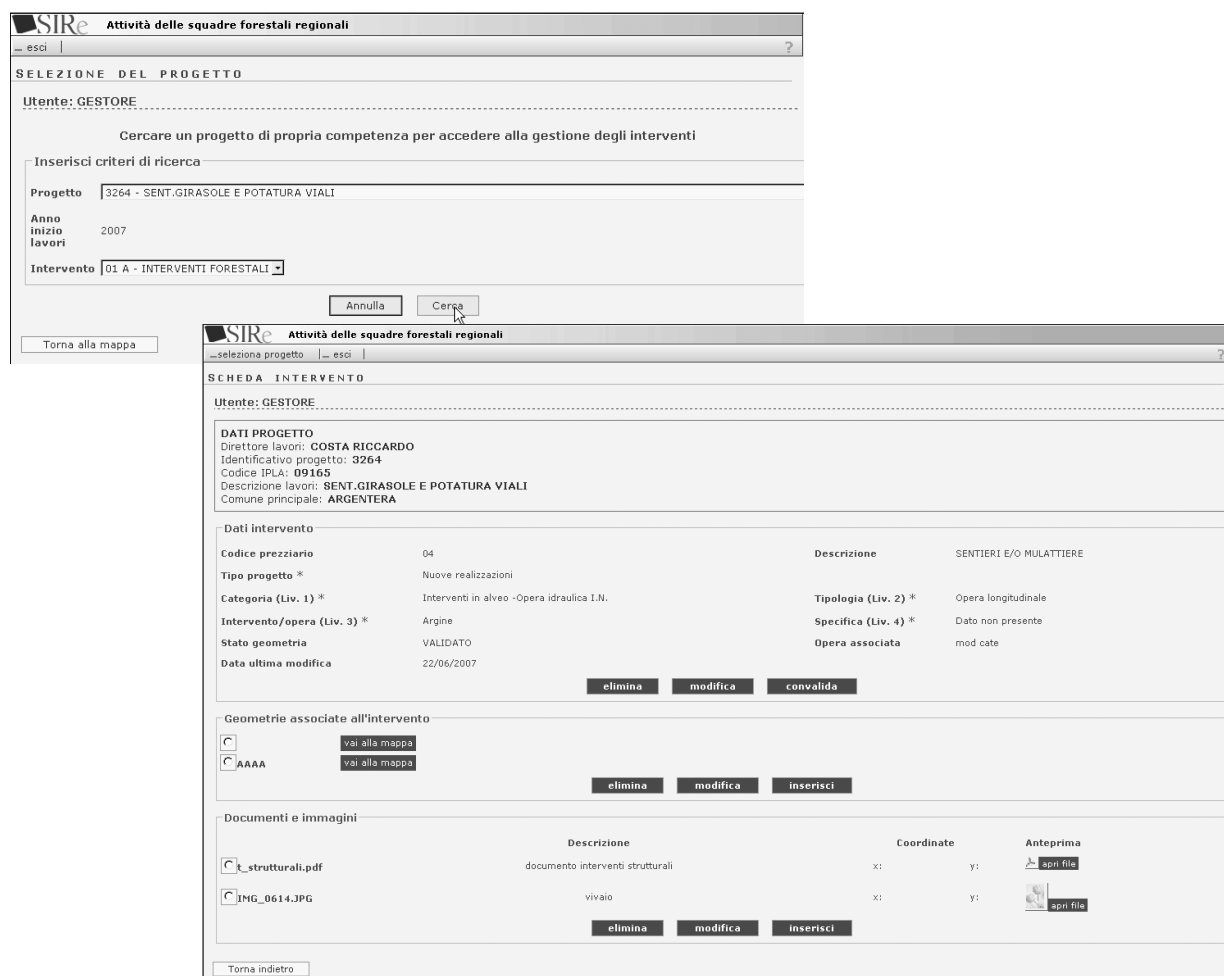 SIRe Attività delle squadre forestali regionali
esci | ?
SELEZIONE DEL PROGETTO
Utente: GESTORE
Cercare un progetto di propria competenza per accedere alla gestione degli interventi
Inserisci criteri di ricerca
Progetto 3264 - SENT.GIRASOLE E POTATURA VIALI
Anno
inizio 2007
lavori
Intervento 01 A - INTERVENTI FORESTALI
Annulla Cerca
Torna alla mappa
SIRe Attività delle squadre forestali regionali
seleziona progetto | esci | ?
SCHEDA INTERVENTO
Utente: GESTORE
DATI PROGETTO
Direttore lavori: COSTA RICCARDO
Identificativo progetto: 3264
Codice IPLA: 09165
Descrizione lavori: SENT.GIRASOLE E POTATURA VIALI
Comune principale: ARGENTERA
Dati intervento
Codice prezziario 04 Descrizione SENTIERI E/O MULATTIERE
Tipo progetto * Nuove realizzazioni
Categoria (Liv. 1) * Interventi in alveo -Opera idraulica I.N. Tipologia (Liv. 2) * Opera longitudinale
Intervento/opera (Liv. 3) * Argine Specifica (Liv. 4) * Dato non presente
Stato geometria VALIDATO Opera associata mod cate
Data ultima modifica 22/06/2007
elimina modifica convalida
Geometrie associate all'intervento
vai alla mappa
AAAA vai alla mappa
elimina modifica inserisci
Documenti e immagini
Descrizione Coordinate Anteprima
t_strutturali.pdf documento interventi strutturali x: y: apri file
IMG_0614.JPG vivaio x: y: apri file
elimina modifica inserisci
Torna indietro